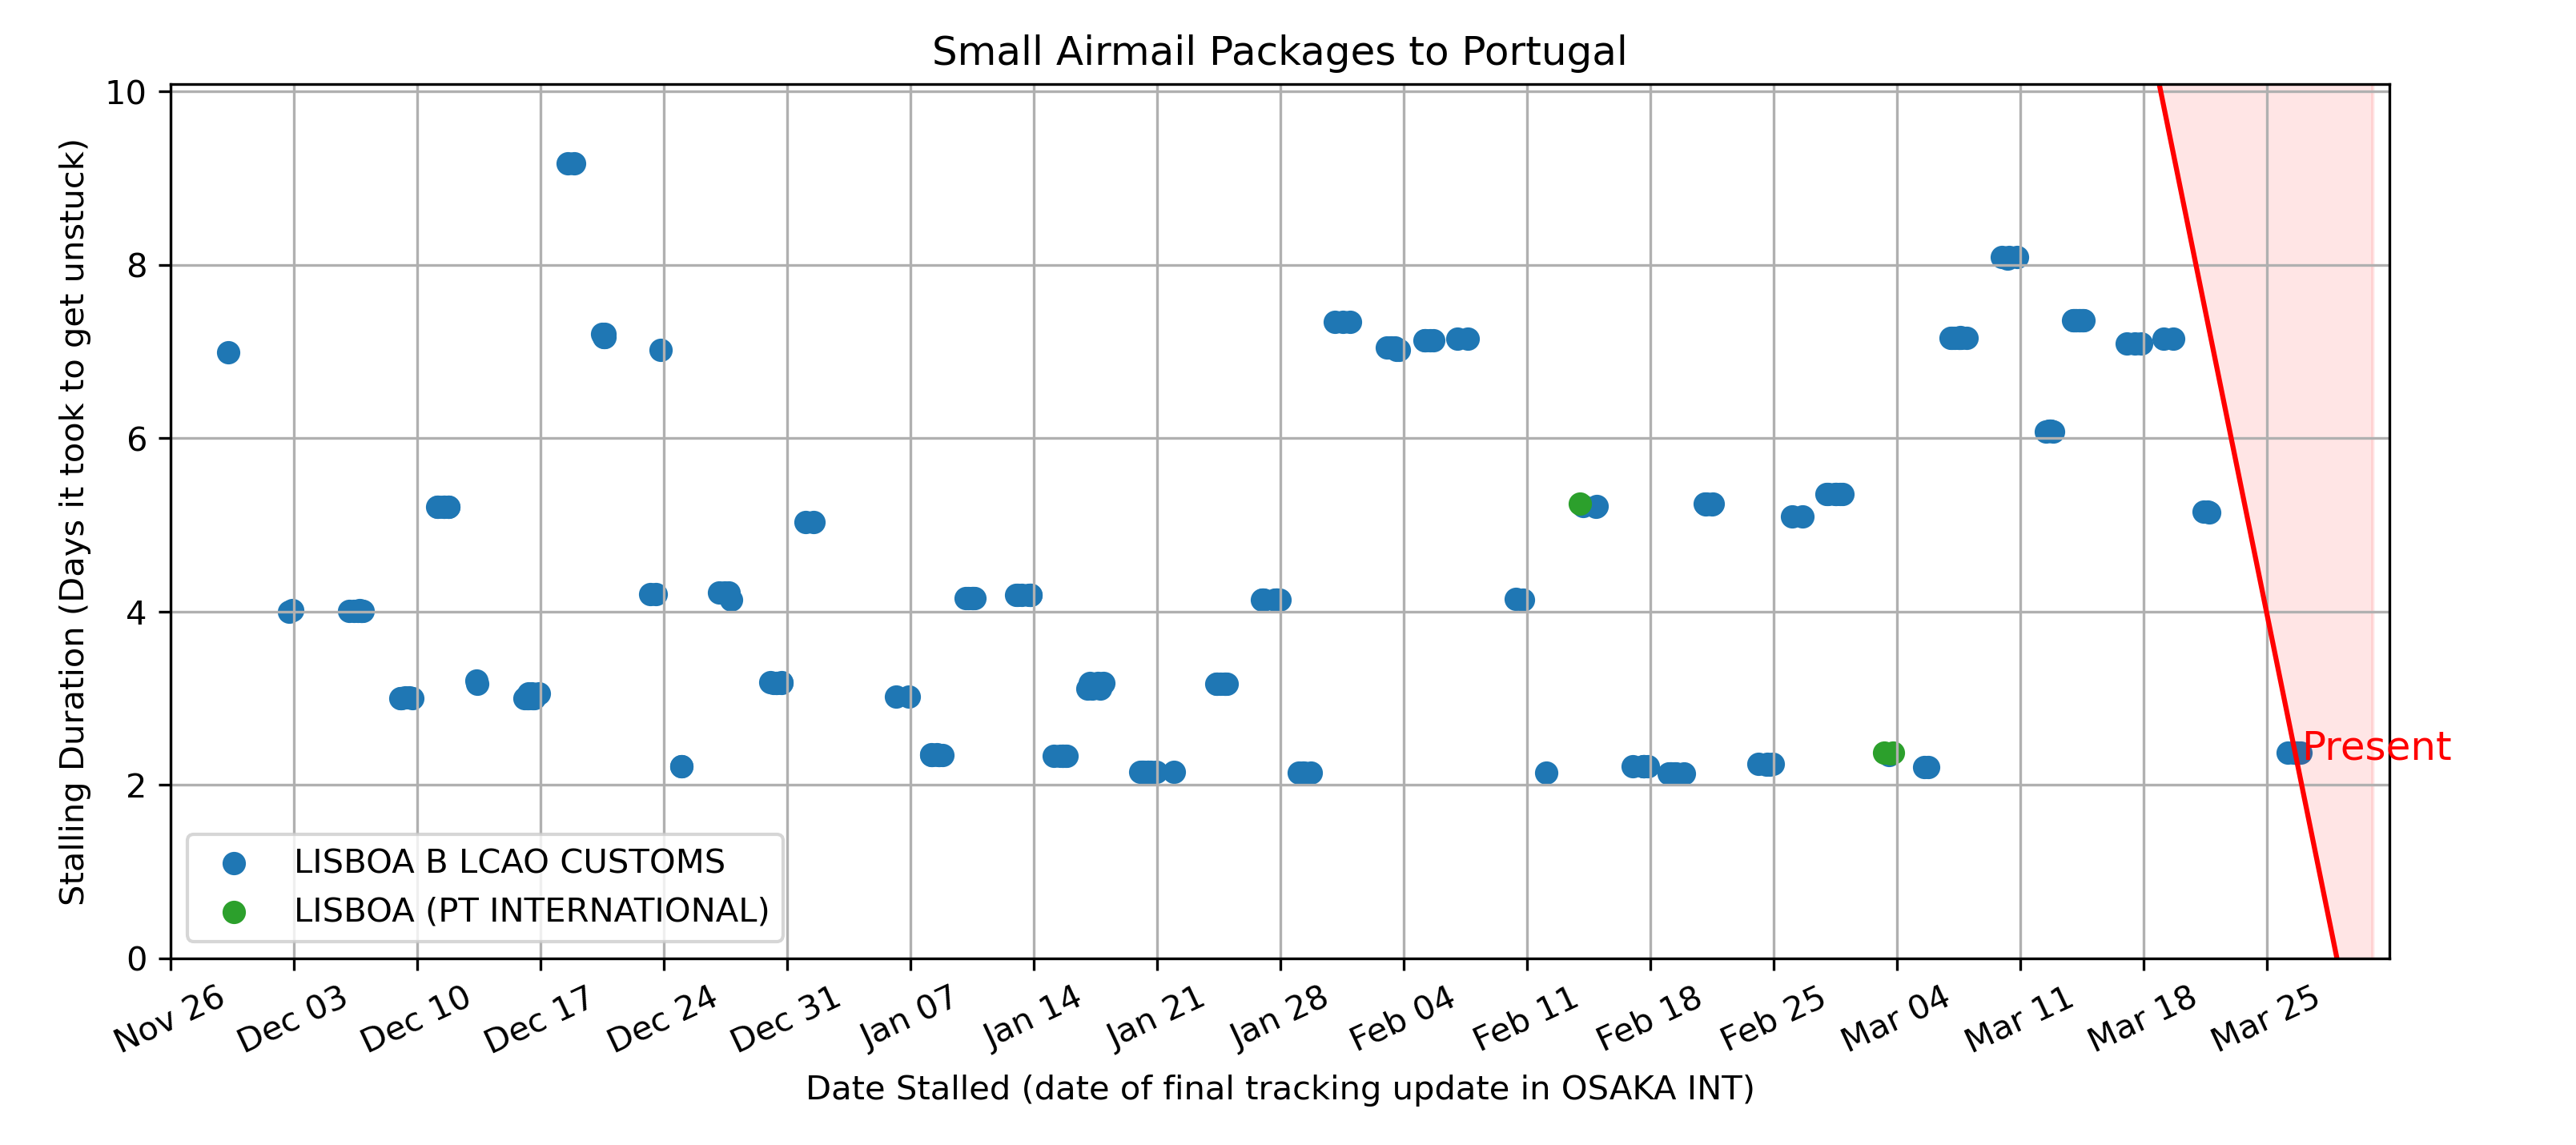 Small Airmail Packages to Portugal
Stalling Duration (Days it took to get unstuck)
10
8
6
4
2
0
Present
LISBOA B LCAO CUSTOMS
LISBOA (PT INTERNATIONAL)
Nov 26
Dec 03
Dec 10
Dec 17
Dec 24
Dec 31
Jan 07
Jan 14
Jan 21
Jan 28
Feb 04
Feb 11
Feb 18
Feb 25
Mar 04
Mar 11
Mar 18
Mar 25
Date Stalled (date of final tracking update in OSAKA INT)